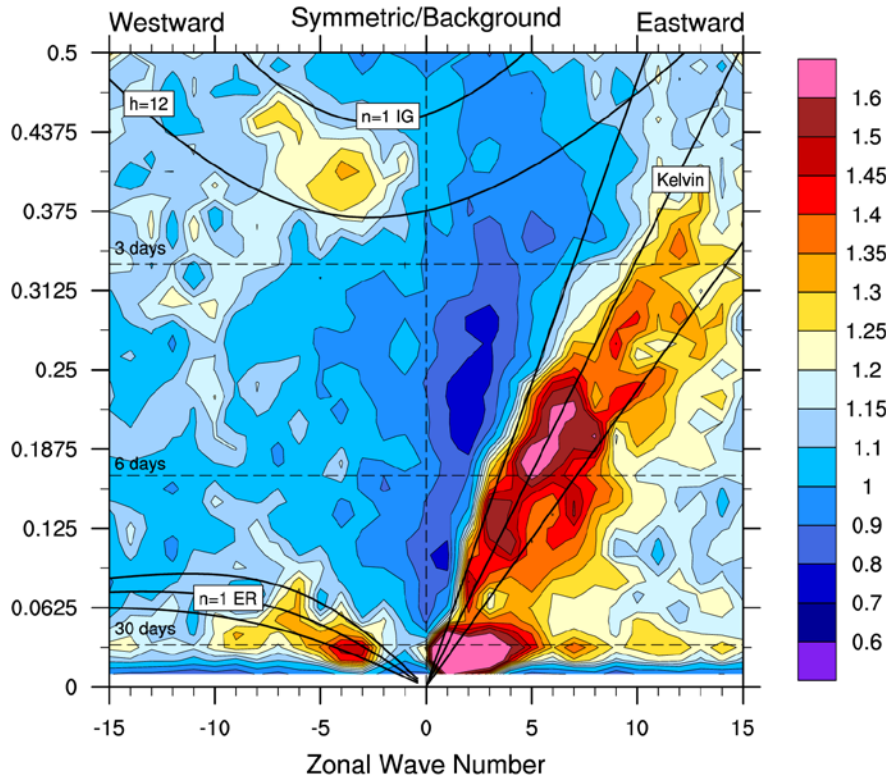 Westward Symmetric/Background Eastward
0.5
h=12
n=1 IG
1.6
0.4375
1.5
1.45
Kelvin
0.375
1.4
3 days
1.35
0.3125
1.3
1.25
0.25
1.2
1.15
0.1875
1.1
6 days
1
0.125
0.9
0.8
n=1 ER
0.0625
0.7
30 days
0.6
0
-15 -10 -5 0 5 10 15
Zonal Wave Number